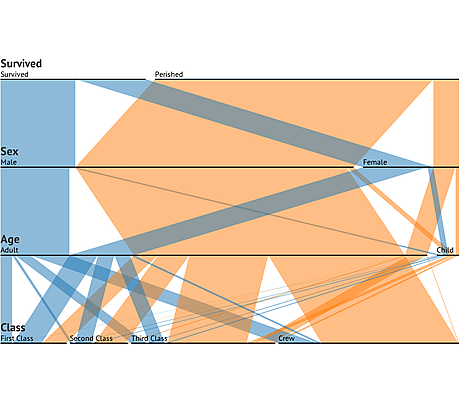 Survived
Survived Perished
Sex
Male Female
Age
Adult Child
Class
First Class Second Class Third Class Crew